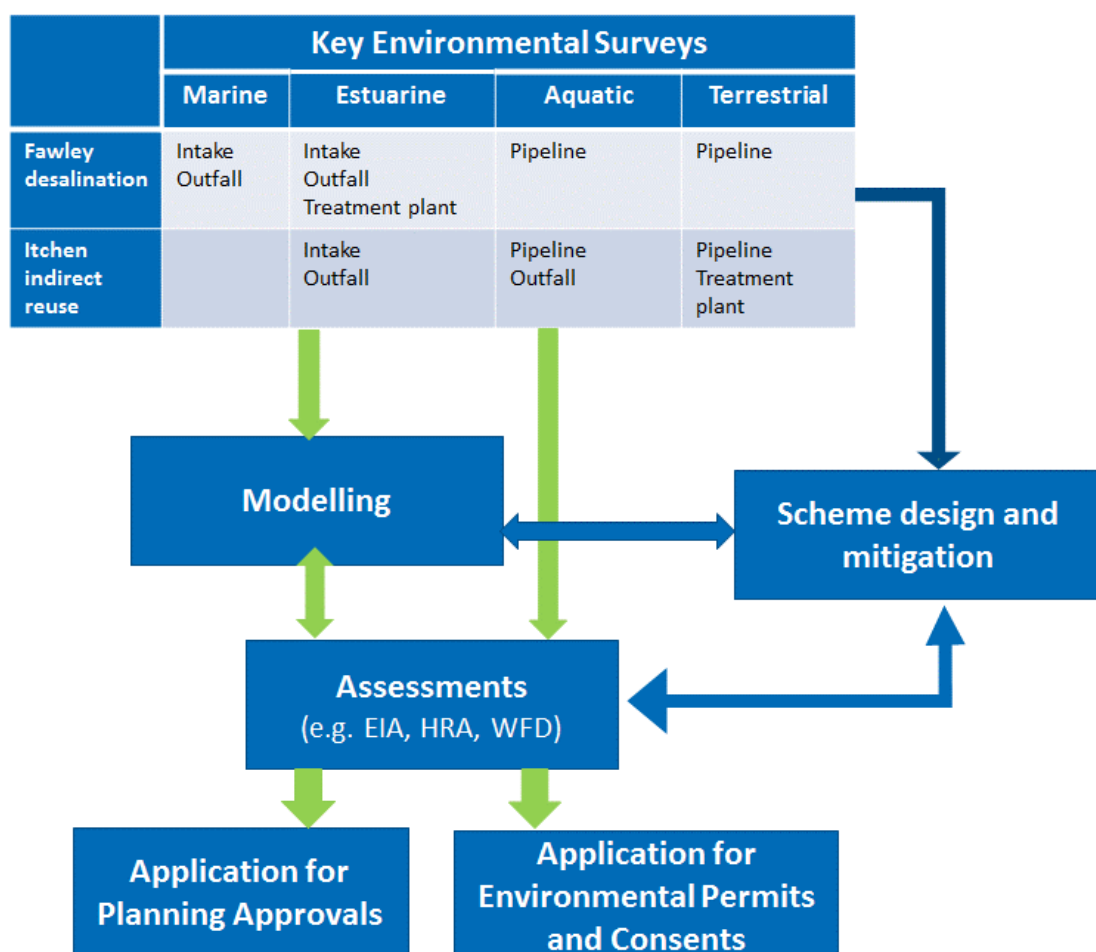 Key Environmental Surveys
Marine Estuarine Aquatic Terrestrial
Fawley desalination
Intake
Outfall
Intake
Outfall
Treatment plant
Pipeline
Pipeline
Itchen indirect reuse
Intake
Outfall
Pipeline
Outfall
Pipeline
Treatment
plant
Modelling
Scheme design and
mitigation
Assessments
(e.g. EIA, HRA, WFD)
Application for
Planning Approvals
Application for
Environmental Permits
and Consents